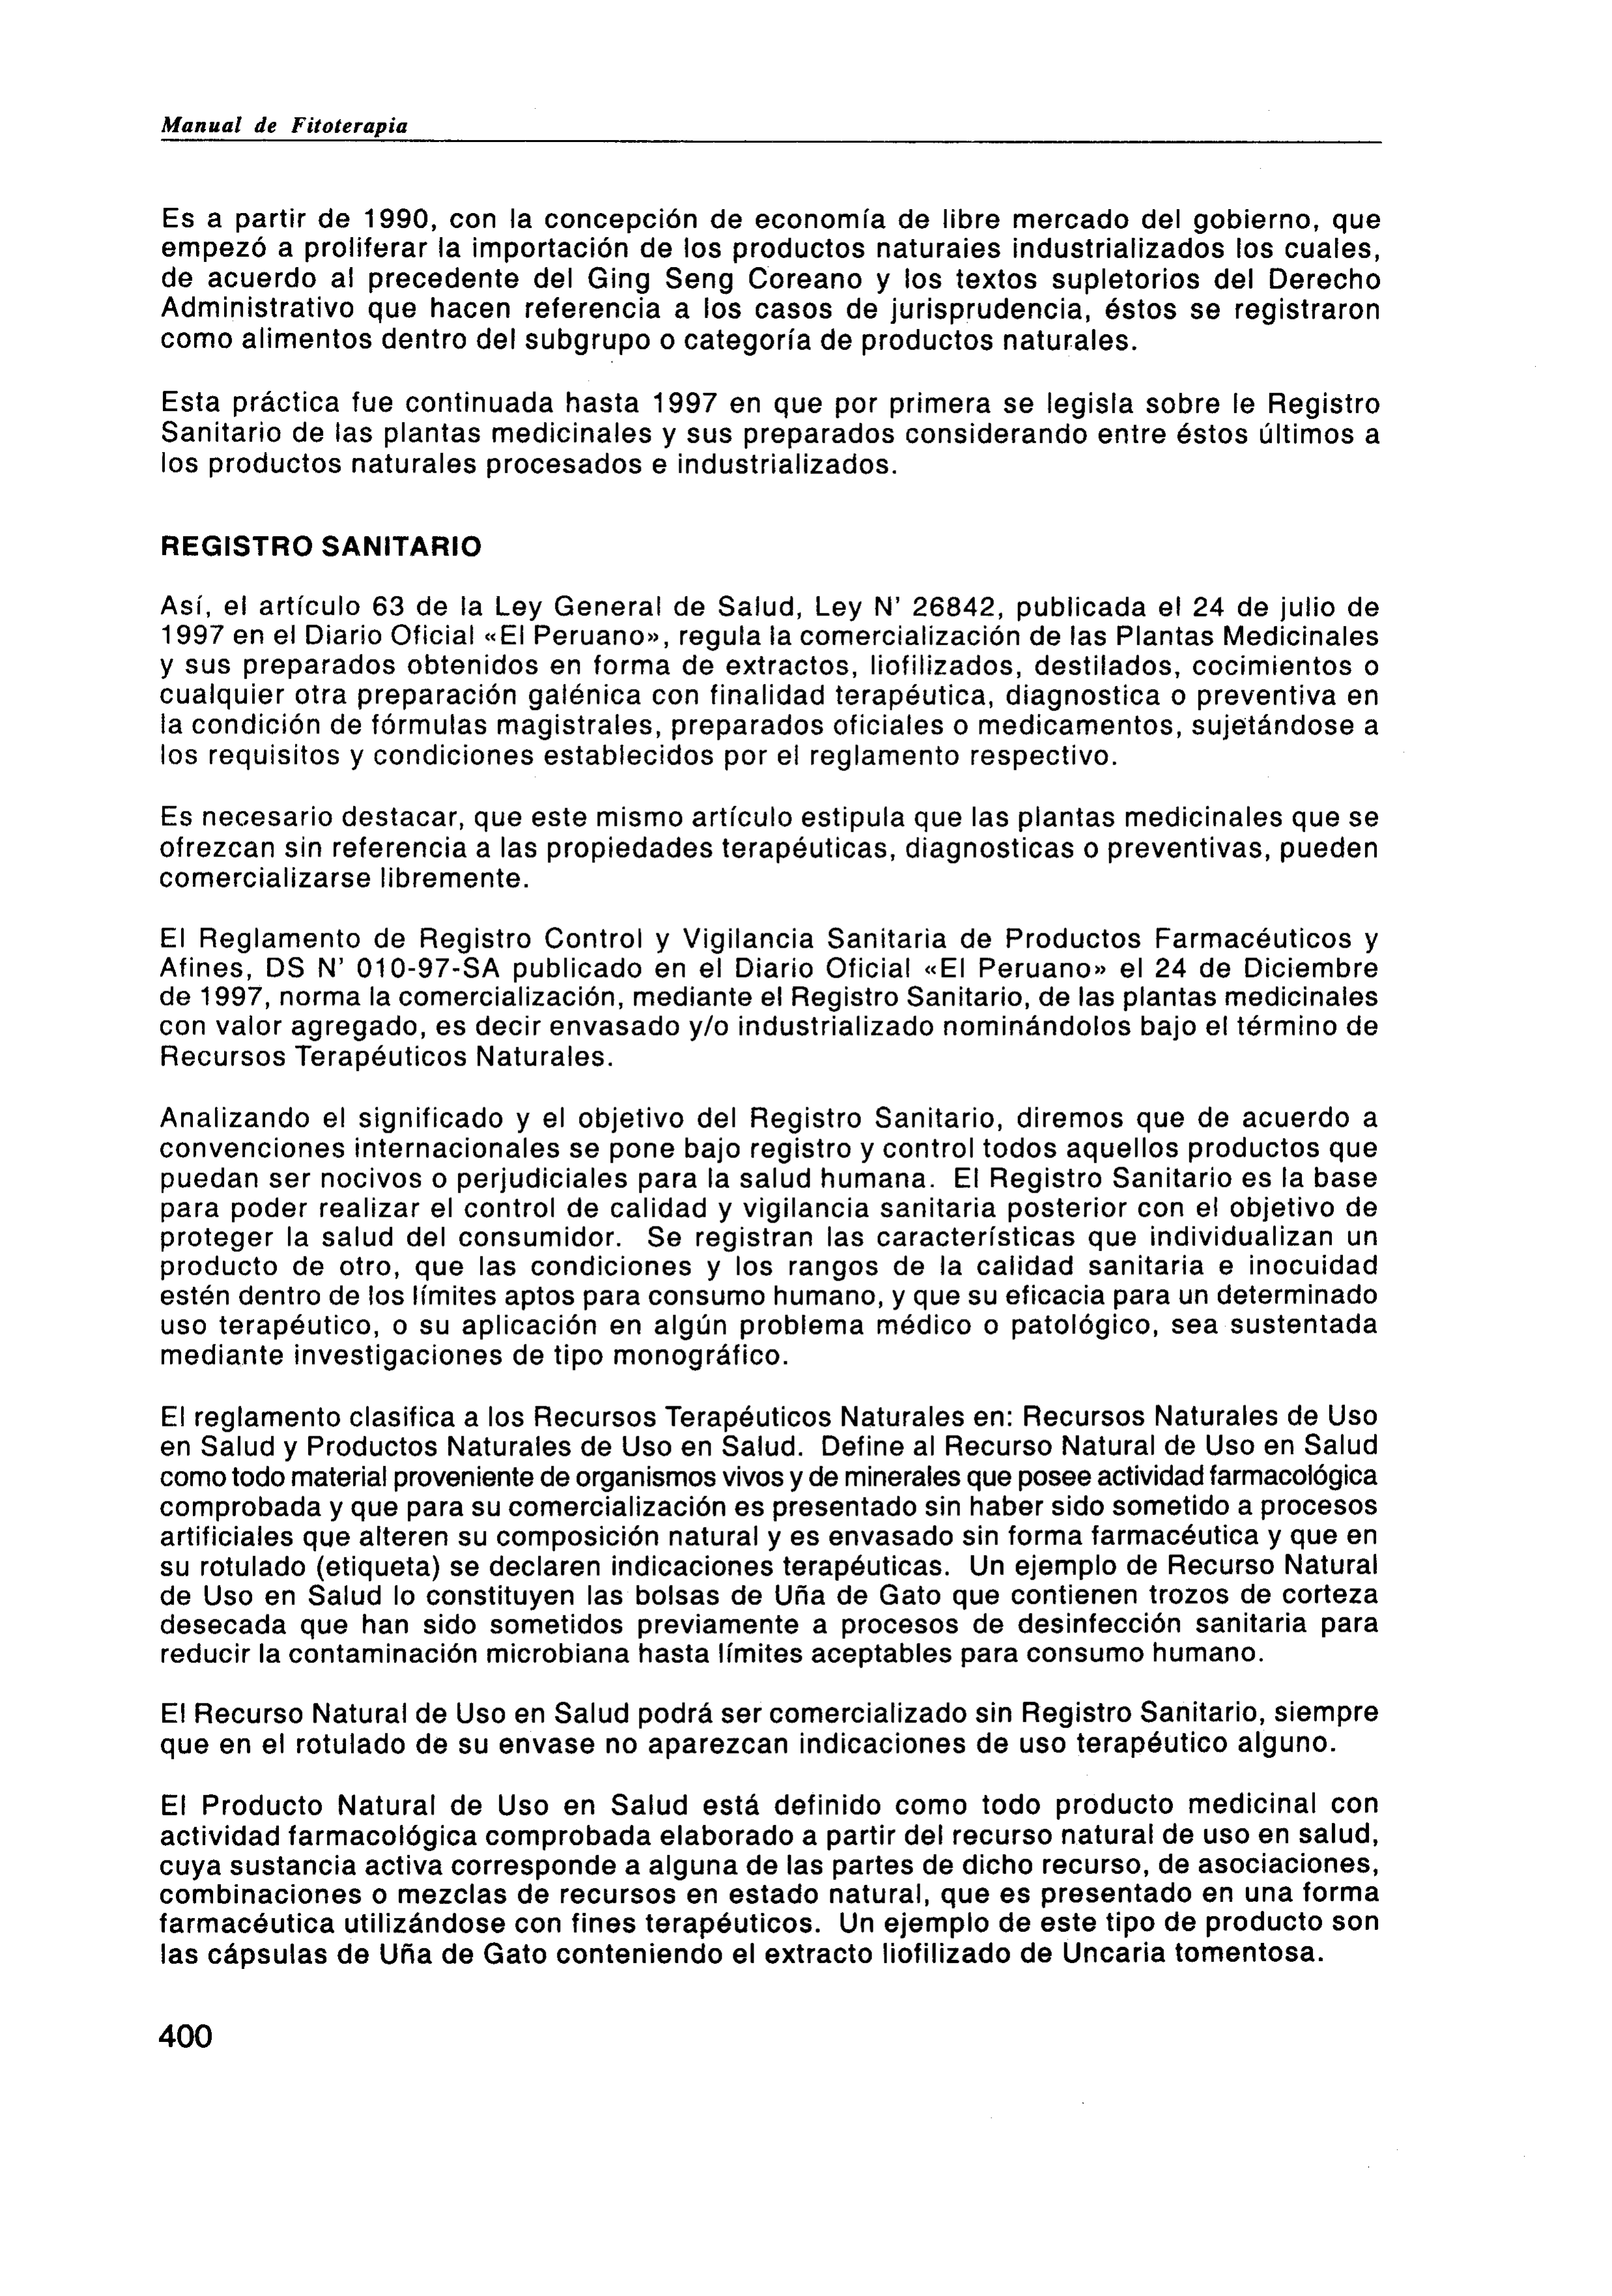 Manual de Fitoterapia
Es a partir de 1990, con la concepción de economía de libre mercado del gobierno, que
empezó a proliferar la importación de los productos naturaies industrializados los cuales,
de acuerdo al precedente del Ging Seng Coreano y los textos supletorios del Derecho
Administrativo que hacen referencia a los casos de jurisprudencia, éstos se registraron
como alimentos dentro del subgrupo o categoría de productos naturales.
Esta práctica fue continuada hasta 1997 en que por primera se legisla sobre le Registro
Sanitario de las plantas medicinales y sus preparados considerando entre éstos últimos a
los productos naturales procesados e industrializados.
REGISTRO SANITARIO
Así, el artículo 63 de la Ley General de Salud, Ley N' 26842, publicada el 24 de julio de
1997 en el Diario Oficial «El Peruano», regula la comercialización de las Plantas Medicinales
y sus preparados obtenidos en forma de extractos, liofilizados, destilados, cocimientos o
cualquier otra preparación galénica con finalidad terapéutica, diagnostica o preventiva en
la condición de fórmulas magistrales, preparados oficiales o medicamentos, sujetándose a
los requisitos y condiciones establecidos por el reglamento respectivo.
Es necesario destacar, que este mismo artículo estipula que las plantas medicinales que se
ofrezcan sin referencia a las propiedades terapéuticas, diagnosticas o preventivas, pueden
comercializarse libremente.
El Reglamento de Registro Control y Vigilancia Sanitaria de Productos Farmacéuticos y
Afines, DS N' 010-97-SA publicado en el Diario Oficial «El Peruano» el 24 de Diciembre
de 1997, norma la comercialización, mediante el Registro Sanitario, de las plantas medicinales
con valor agregado, es decir envasado y/o industrializado nominándolos bajo el término de
Recursos Terapéuticos Naturales.
Analizando el significado y el objetivo del Registro Sanitario, diremos que de acuerdo a
convenciones internacionales se pone bajo registro y control todos aquellos productos que
puedan ser nocivos o perjudiciales para la salud humana. El Registro Sanitario es la base
para poder realizar el control de calidad y vigilancia sanitaria posterior con el objetivo de
proteger la salud del consumidor. Se registran las características que individualizan un
producto de otro, que las condiciones y los rangos de la calidad sanitaria e inocuidad
estén dentro de los límites aptos para consumo humano, y que su eficacia para un determinado
uso terapéutico, o su aplicación en algún problema médico o patológico, sea sustentada
mediante investigaciones de tipo monográfico.
El reglamento clasifica a los Recursos Terapéuticos Naturales en: Recursos Naturales de Uso
en Salud y Productos Naturales de Uso en Salud. Define al Recurso Natural de Uso en Salud
como todo material proveniente de organismos vivos y de minerales que posee actividad farmacológica
comprobada y que para su comercialización es presentado sin haber sido sometido a procesos
artificiales que alteren su composición natural y es envasado sin forma farmacéutica y que en
su rotulado (etiqueta) se declaren indicaciones terapéuticas. Un ejemplo de Recurso Natural
de Uso en Salud lo constituyen las bolsas de Uña de Gato que contienen trozos de corteza
desecada que han sido sometidos previamente a procesos de desinfección sanitaria para
reducir la contaminación microbiana hasta límites aceptables para consumo humano.
El Recurso Natural de Uso en Salud podrá ser comercializado sin Registro Sanitario, siempre
que en el rotulado de su envase no aparezcan indicaciones de uso terapéutico alguno.
El Producto Natural de Uso en Salud está definido como todo producto medicinal con
actividad farmacológica comprobada elaborado a partir del recurso natural de uso en salud,
cuya sustancia activa corresponde a alguna de las partes de dicho recurso, de asociaciones,
combinaciones o mezclas de recursos en estado natural, que es presentado en una forma
farmacéutica utilizándose con fines terapéuticos. Un ejemplo de este tipo de producto son
las cápsulas de Uña de Gato conteniendo el extracto liofilizado de Uncaria tomentosa.
400